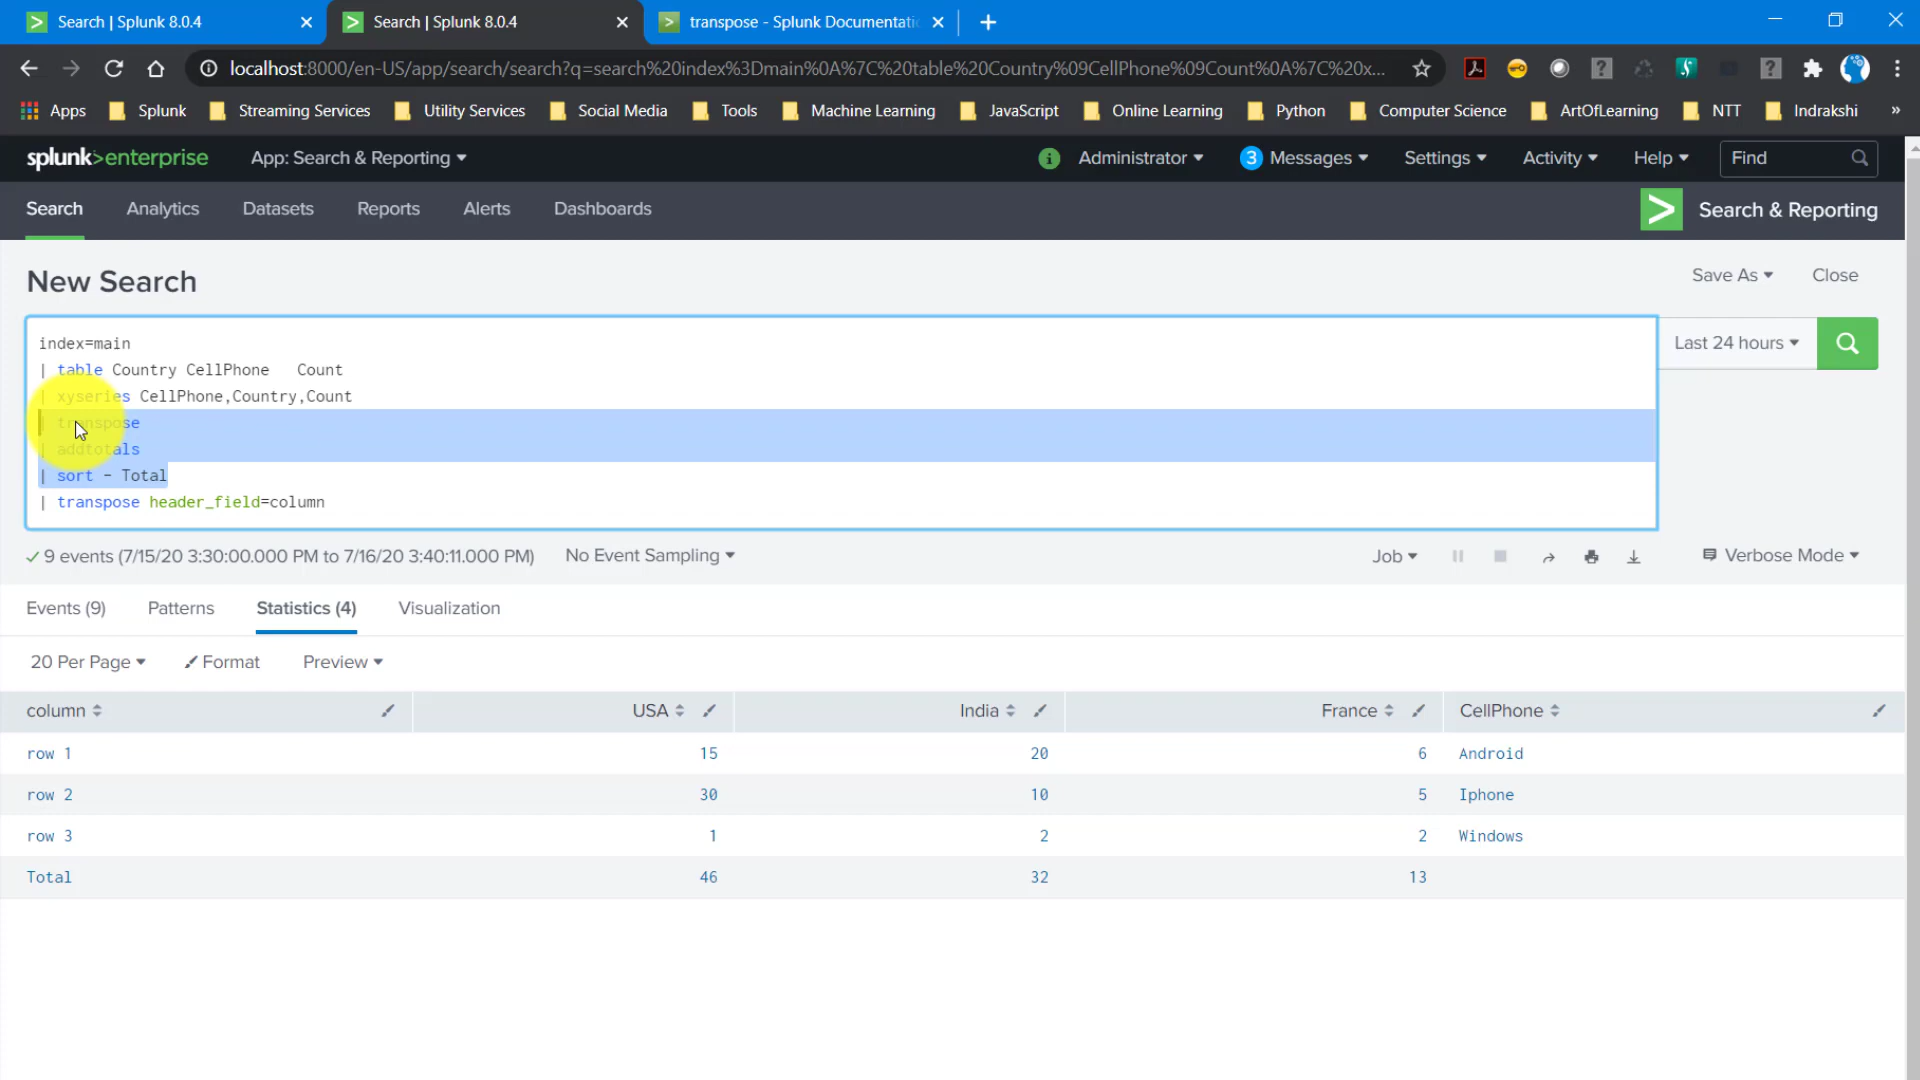 Search | Splunk 8.0.4
Search | Splunk 8.0.4
transpose - Splunk Documentatio
localhost:8000/en-US/app/search/search?q=search%20index%3Dmain%0A%7C%20table%20Country%09CellPhone%09Count%0A%7C%20x...
Apps Splunk Streaming Services Utility Services Social Media Tools Machine Learning JavaScript Online Learning Python Computer Science ArtOfLearning NTT Indrakshi »
splunk>enterprise App: Search & Reporting Administrator 3 Messages Settings Activity Help Find
Search Analytics Datasets Reports Alerts Dashboards Search & Reporting
New Search Save As Close
index=main
| table Country CellPhone Count
| xyseries CellPhone,Country,Count
| transpose
| addtotals
| sort - Total
| transpose header_field=column
Last 24 hours
9 events (7/15/20 3:30:00.000 PM to 7/16/20 3:40:11.000 PM) No Event Sampling Job Verbose Mode
Events (9) Patterns Statistics (4) Visualization
20 Per Page Format Preview
column USA India France CellPhone
row 1 15 20 6 Android
row 2 30 10 5 Iphone
row 3 1 2 2 Windows
Total 46 32 13